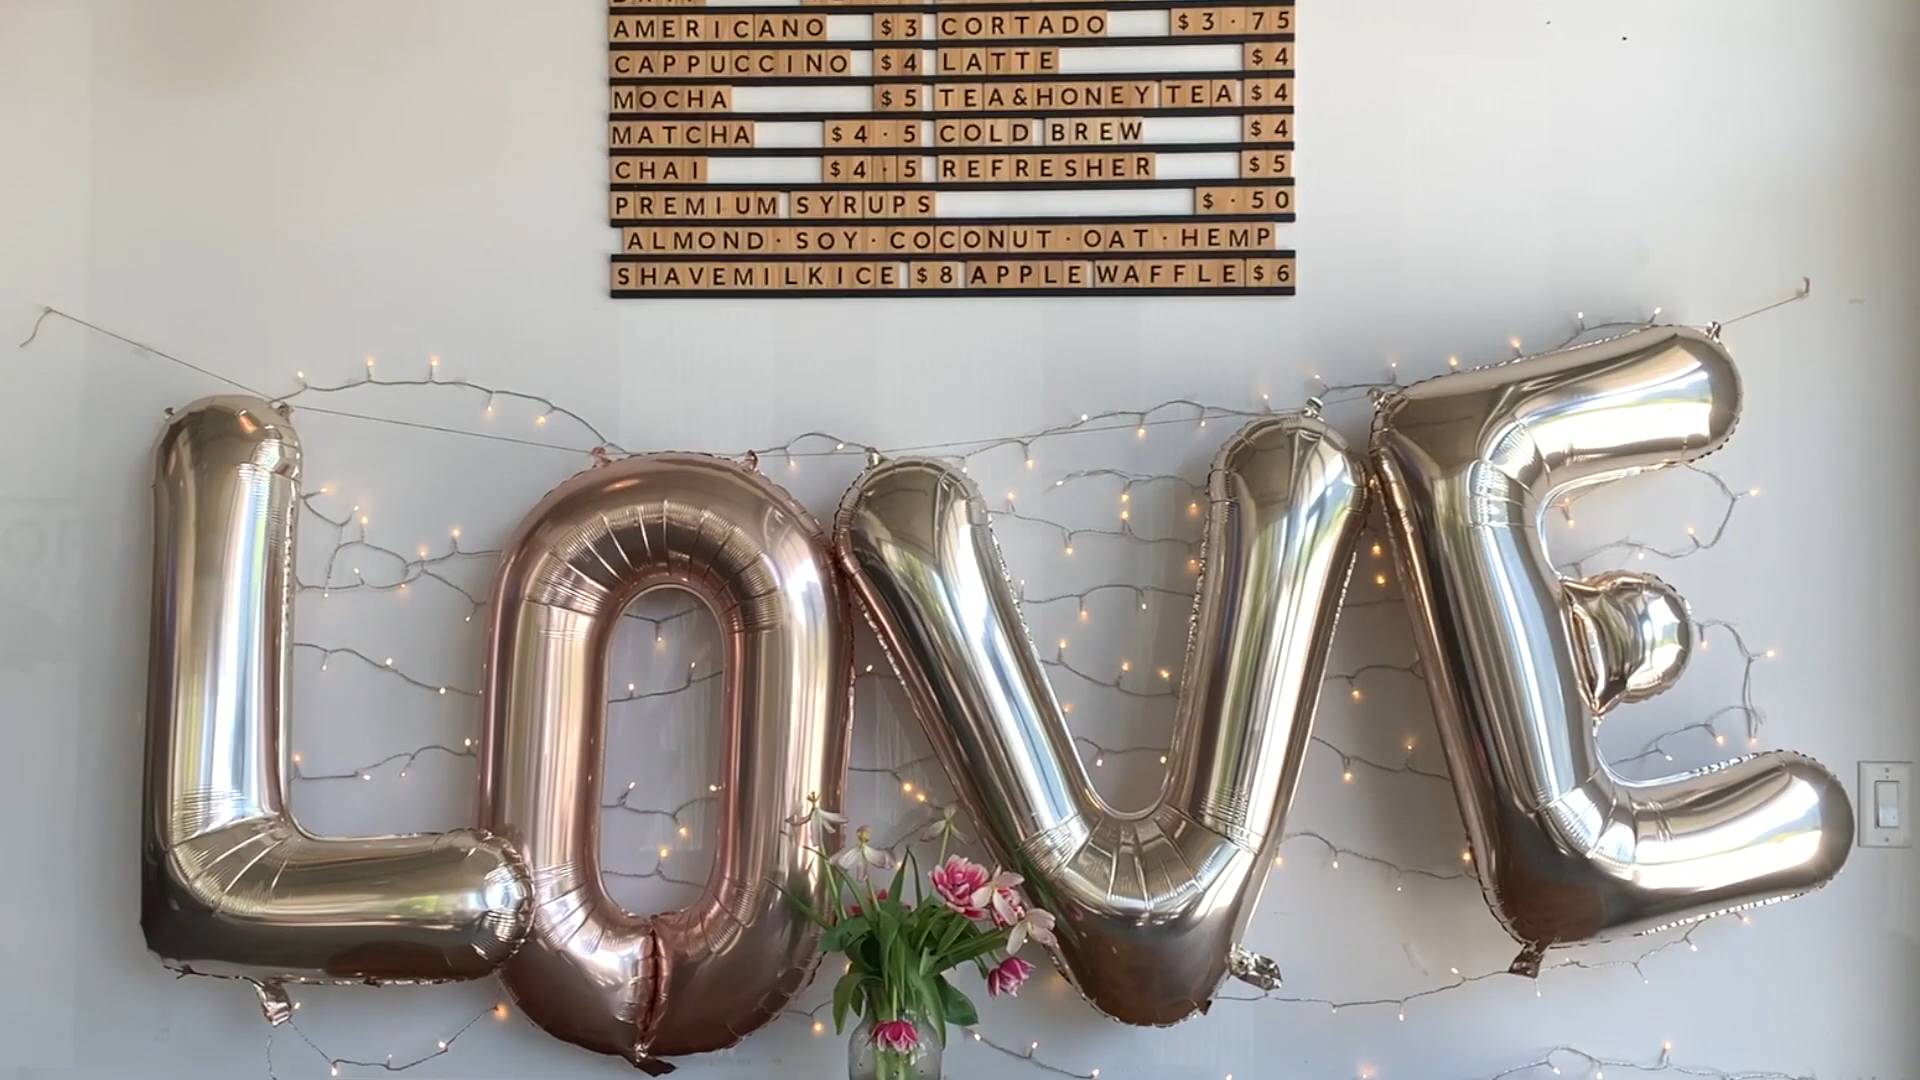 AMERICANO $3 CORTADO $3·75
CAPPUCCINO $4 LATTE $4
MOCHA $5 TEA&HONEY TEA $4
MATCHA $4·5 COLD BREW $4
CHAI $4·5 REFRESHER $5
PREMIUM SYRUPS $·50
ALMOND·SOY·COCONUT·OAT·HEMP
SHAVEMILKICE $8 APPLE WAFFLE $6
LOVE